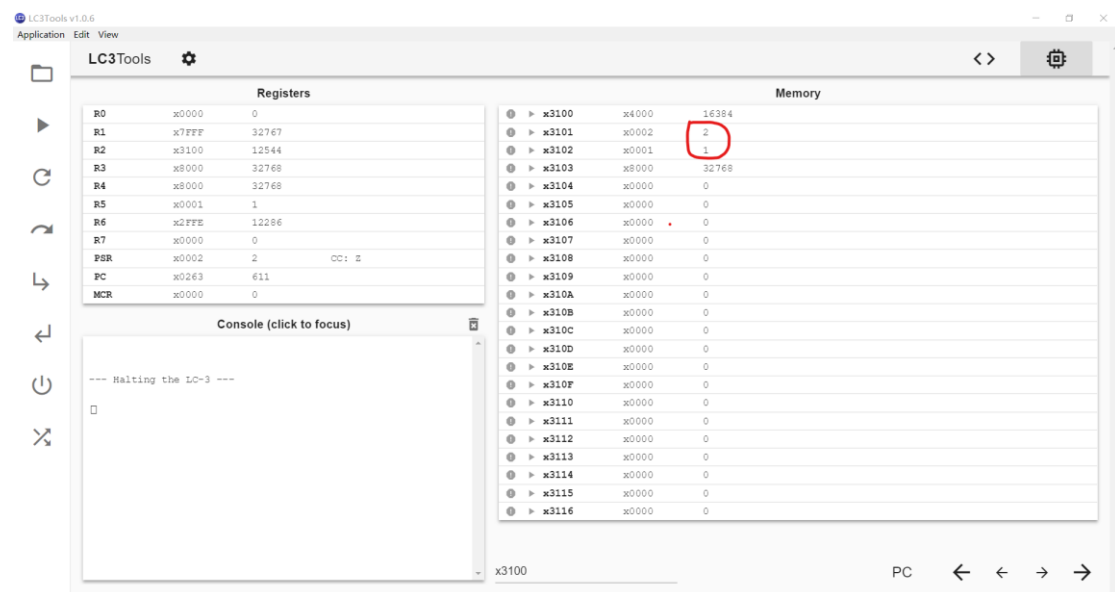 LC3Tools v1.0.6
Application Edit View
LC3Tools
Registers
R0 x0000 0
R1 x7FFF 32767
R2 x3100 12544
R3 x8000 32768
R4 x8000 32768
R5 x0001 1
R6 x2FFE 12286
R7 x0000 0
PSR x0002 2 CC: Z
PC x0263 611
MCR x0000 0
Console (click to focus)
--- Halting the LC-3 ---
Memory
x3100 x4000 16384
x3101 x0002 2
x3102 x0001 1
x3103 x8000 32768
x3104 x0000 0
x3105 x0000 0
x3106 x0000 0
x3107 x0000 0
x3108 x0000 0
x3109 x0000 0
x310A x0000 0
x310B x0000 0
x310C x0000 0
x310D x0000 0
x310E x0000 0
x310F x0000 0
x3110 x0000 0
x3111 x0000 0
x3112 x0000 0
x3113 x0000 0
x3114 x0000 0
x3115 x0000 0
x3116 x0000 0
x3100 PC